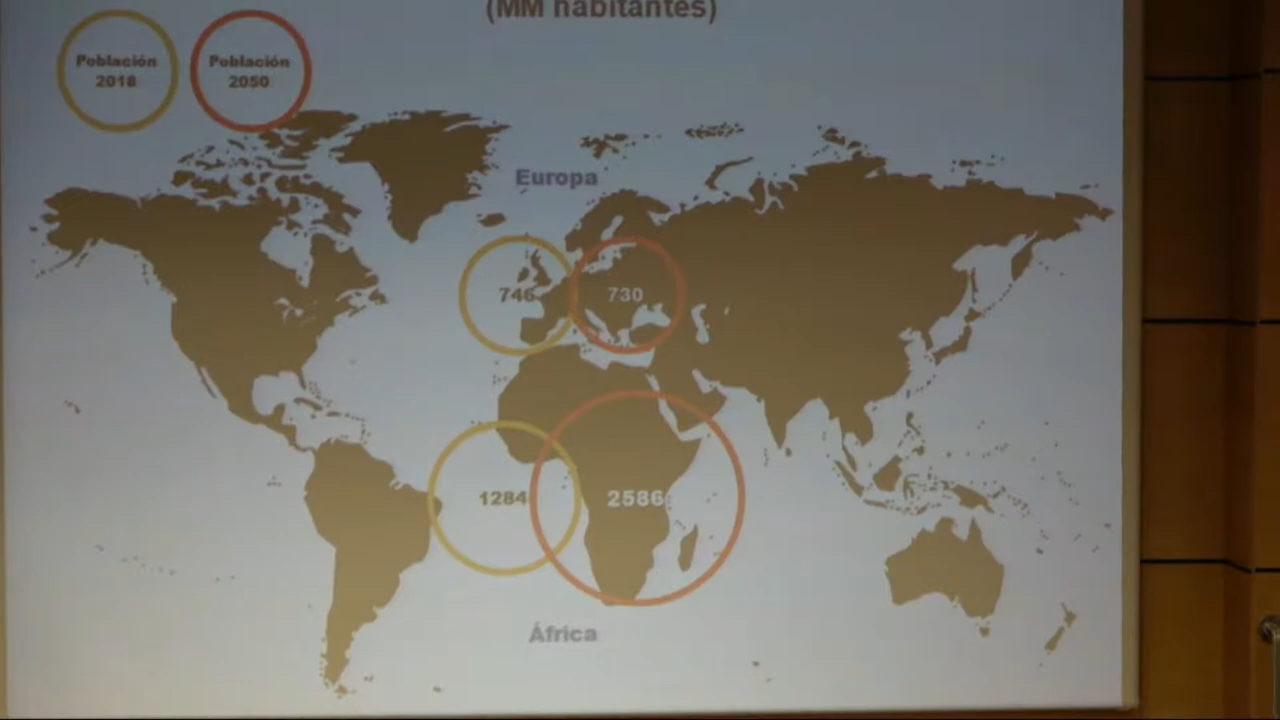 (MM habitantes)
Población
2018
Población
2050
Europa
746
730
1284
2586
África